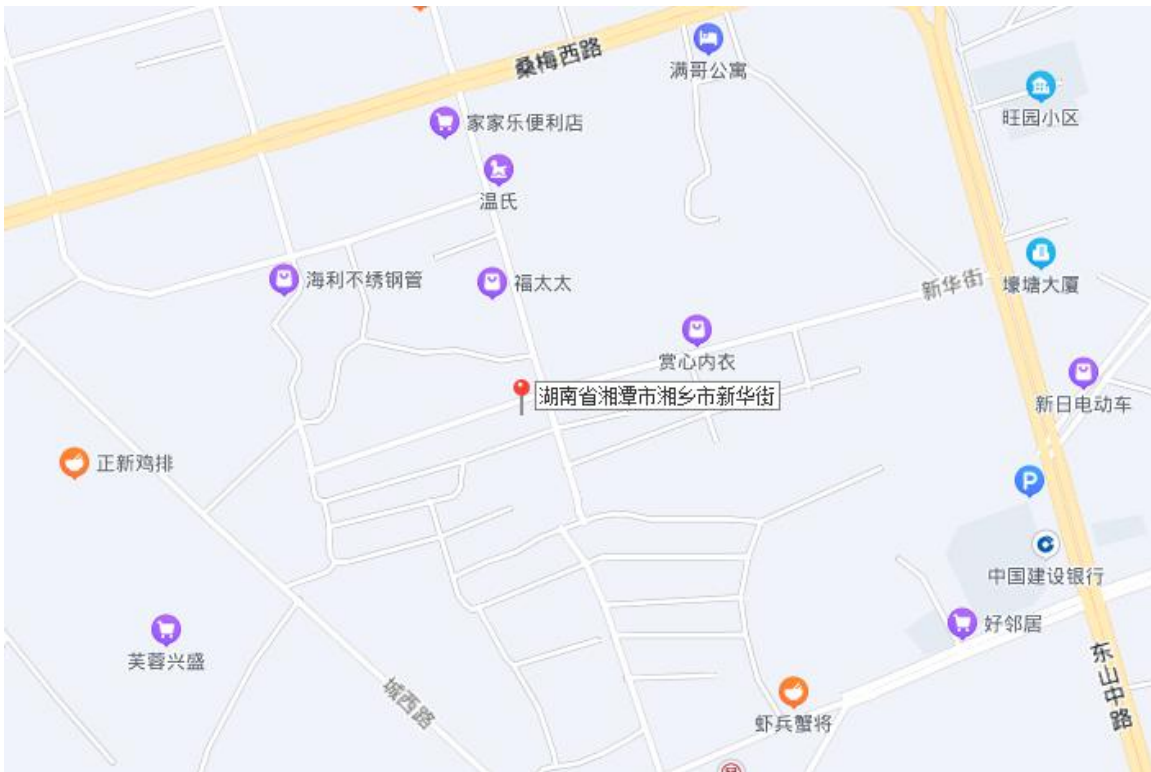 桑梅西路
满哥公寓
旺园小区
家家乐便利店
温氏
海利不绣钢管
福太太
新华街
壕塘大厦
赏心内衣
湖南省湘潭市湘乡市新华街
新日电动车
正新鸡排
P
中国建设银行
好邻居
芙蓉兴盛
城西路
东山中路
虾兵蟹将